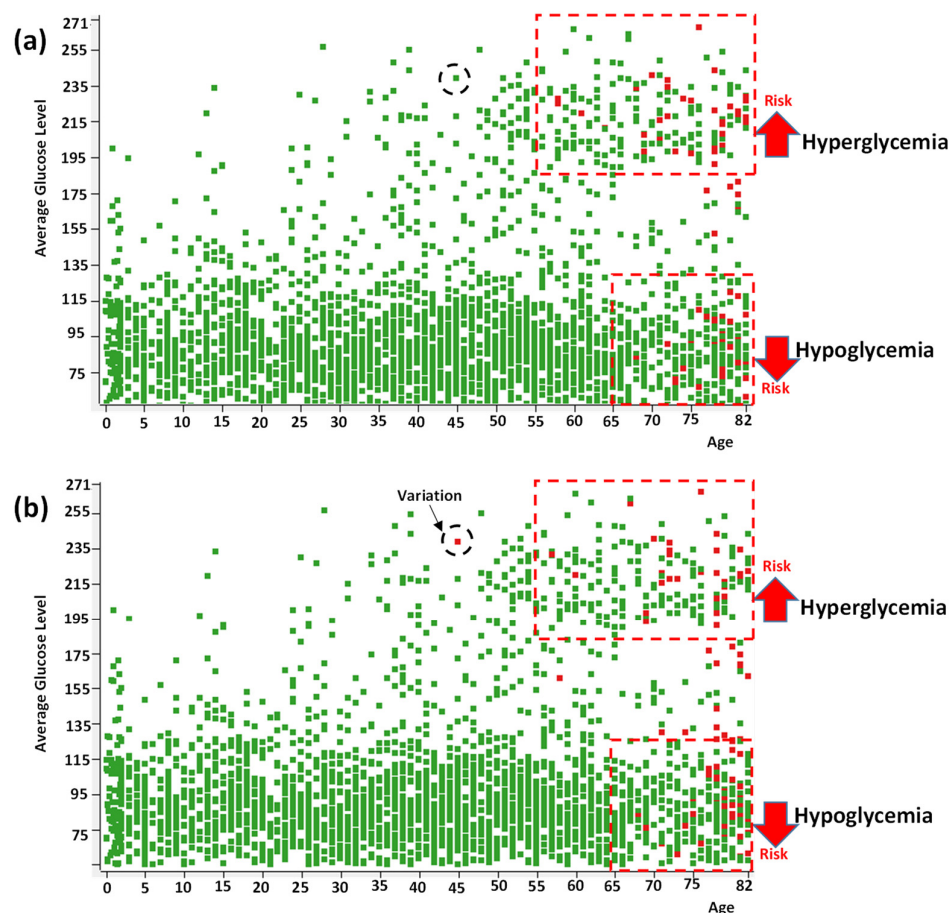 (a)
Average Glucose Level
271
255
235
215
195
175
155
135
115
95
75
0 5 10 15 20 25 30 35 40 45 50 55 60 65 70 75 82
Age
Risk
Hyperglycemia
Hypoglycemia
Risk
(b)
Average Glucose Level
271
255
235
215
195
175
155
135
115
95
75
0 5 10 15 20 25 30 35 40 45 50 55 60 65 70 75 82
Age
Variation
Risk
Hyperglycemia
Hypoglycemia
Risk